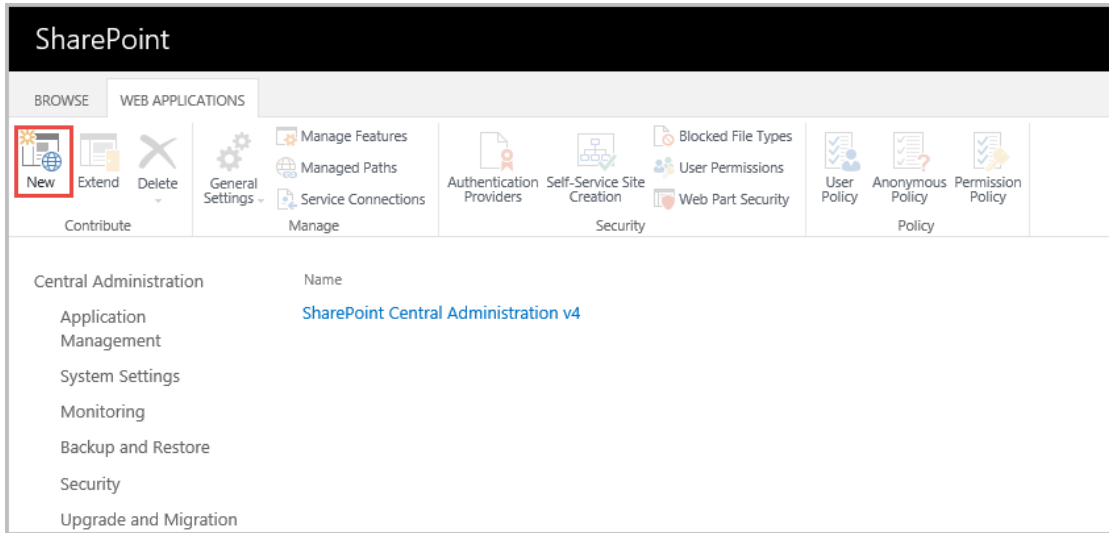 SharePoint
BROWSE WEB APPLICATIONS
New
Extend
Delete
General
Settings
Manage Features
Managed Paths
Service Connections
Authentication
Providers
Self-Service Site
Creation
Blocked File Types
User Permissions
Web Part Security
User
Policy
Anonymous
Policy
Permission
Policy
Contribute
Manage
Security
Policy
Central Administration
Application
Management
System Settings
Monitoring
Backup and Restore
Security
Upgrade and Migration
Name
SharePoint Central Administration v4